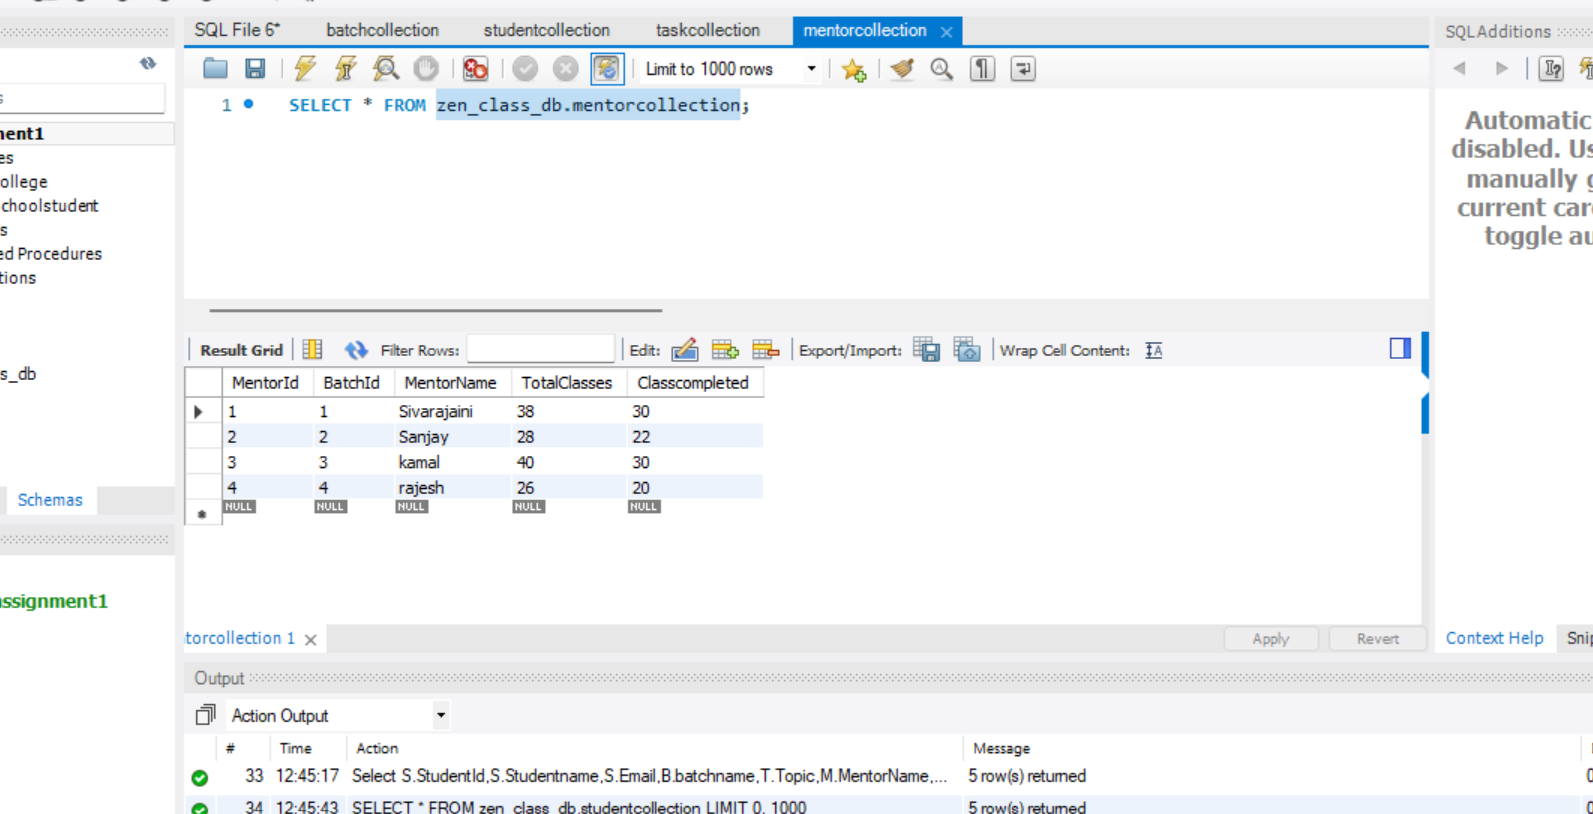 SQL File 6* batchcollection studentcollection taskcollection mentorcollection ×
SQLAdditions
Limit to 1000 rows
1 SELECT * FROM zen_class_db.mentorcollection;
ment1
es
ollege
choolstudent
s
ed Procedures
tions
s_db
Schemas
assignment1
Automatic
disabled. Us
manually g
current car
toggle au
Result Grid Filter Rows: Edit: Export/Import: Wrap Cell Content:
MentorId BatchId MentorName TotalClasses Classcompleted
1 1 Sivarajaini 38 30
2 2 Sanjay 28 22
3 3 kamal 40 30
4 4 rajesh 26 20
NULL NULL NULL NULL NULL
torcollection 1 ×
Apply Revert
Context Help Snip
Output
Action Output
# Time Action Message
33 12:45:17 Select S.StudentId,S.Studentname,S.Email,B.batchname,T.Topic,M.MentorName,... 5 row(s) returned
34 12:45:43 SELECT * FROM zen_class_db.studentcollection LIMIT 0, 1000 5 row(s) returned